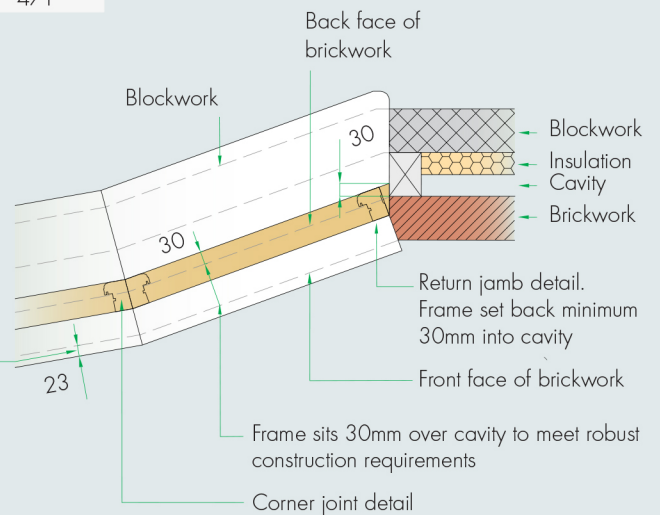 Back face of
brickwork
Blockwork
30
Blockwork
Insulation
Cavity
Brickwork
30
Return jamb detail.
Frame set back minimum
30mm into cavity
23
Front face of brickwork
Frame sits 30mm over cavity to meet robust
construction requirements
Corner joint detail